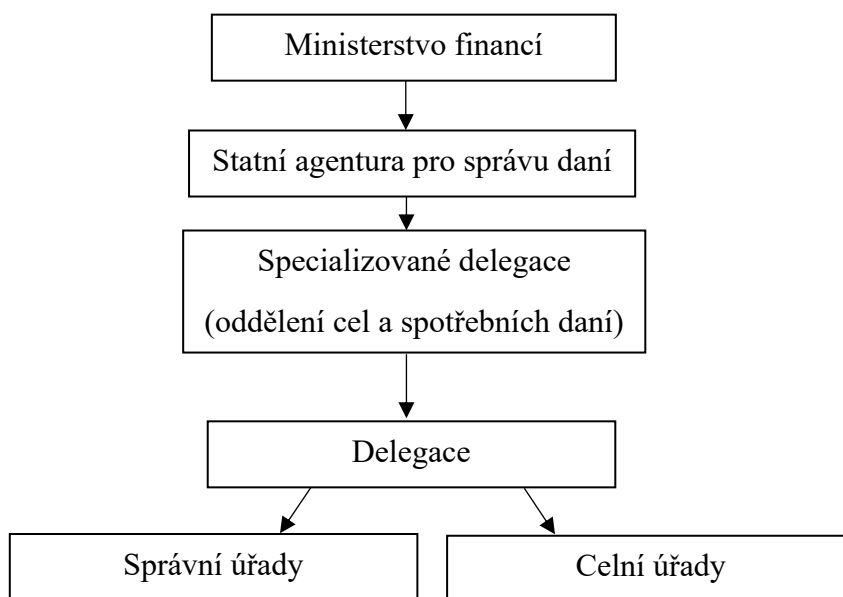 Ministerstvo financí
Statní agentura pro správu daní
Specializované delegace
(oddělení cel a spotřebních daní)
Delegace
Správní úřady
Celní úřady